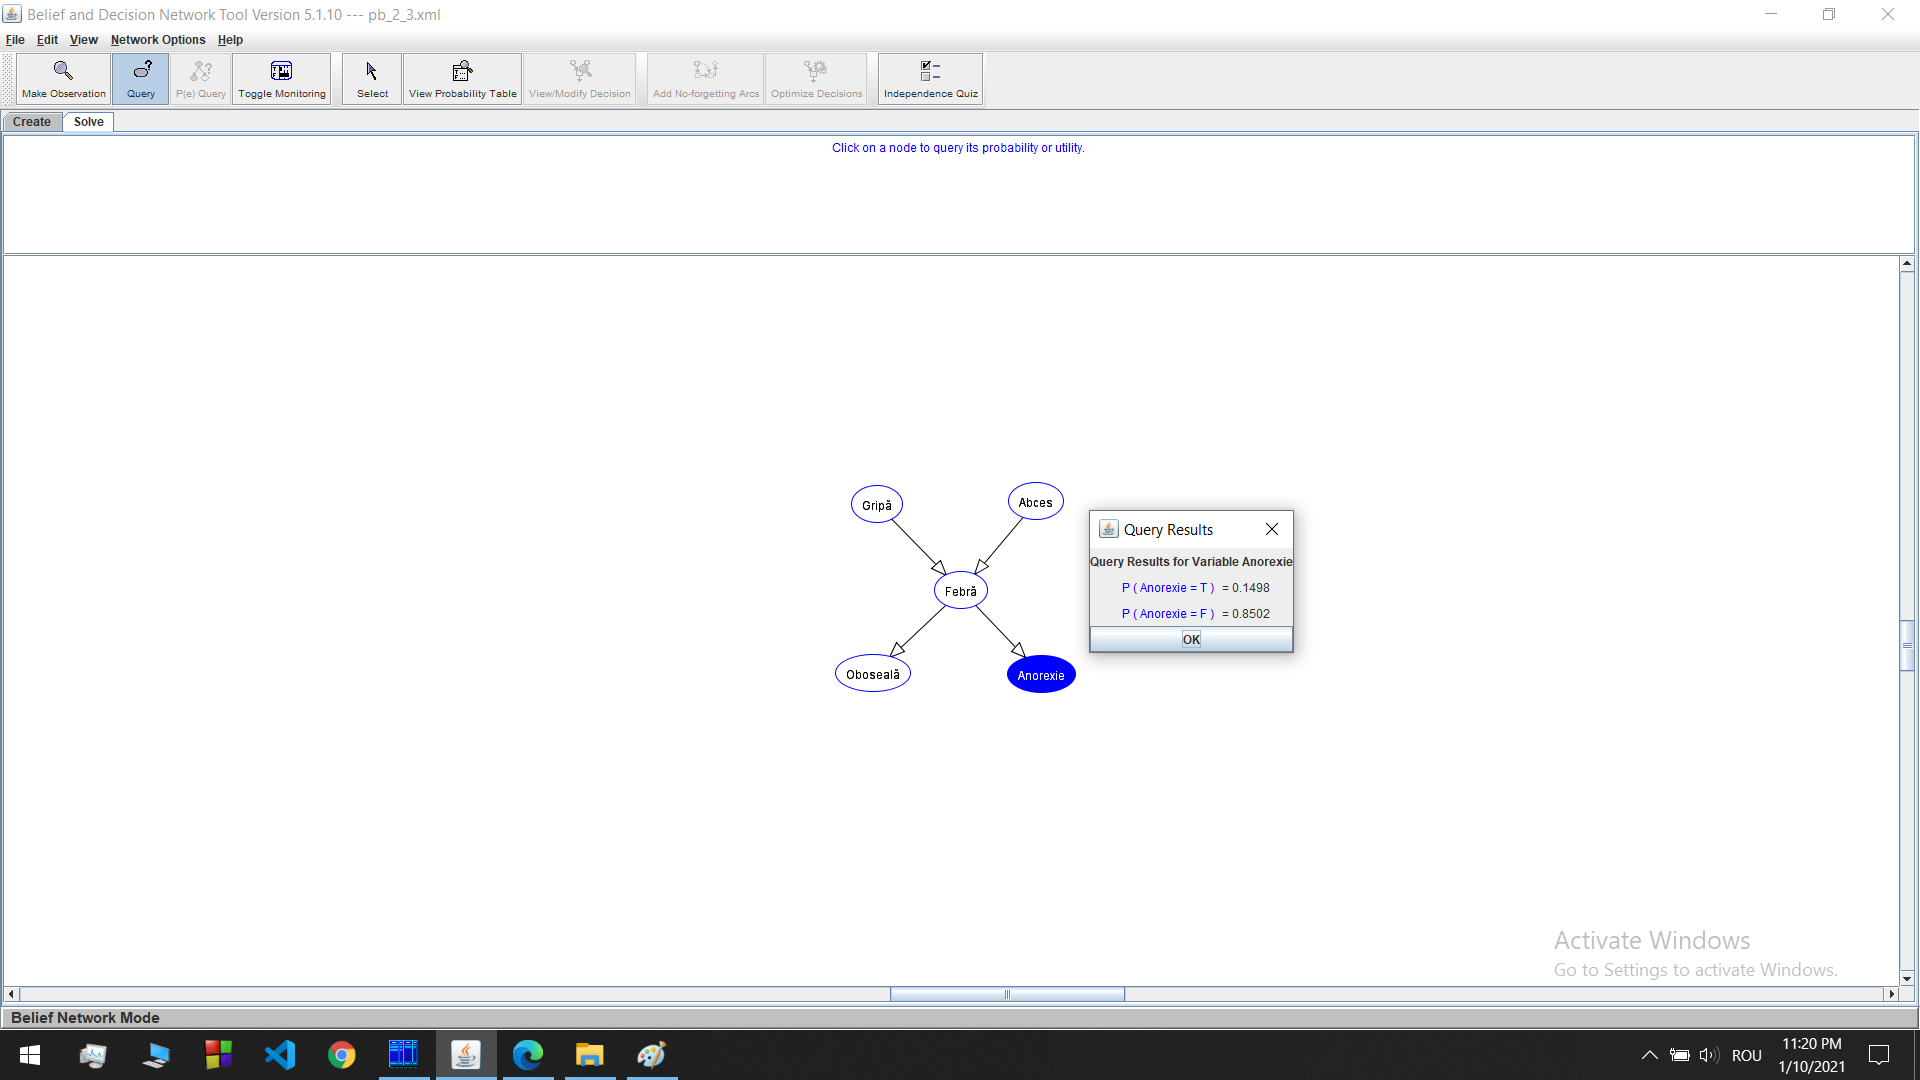 Belief and Decision Network Tool Version 5.1.10 --- pb_2_3.xml
File Edit View Network Options Help
Make Observation Query P(e) Query Toggle Monitoring Select View Probability Table View/Modify Decision Add No-forgetting Arcs Optimize Decisions Independence Quiz
Create Solve
Click on a node to query its probability or utility.
Gripă Abces
Febră
Oboseală Anorexie
Query Results
Query Results for Variable Anorexie
P ( Anorexie = T ) = 0.1498
P ( Anorexie = F ) = 0.8502
OK
Activate Windows
Go to Settings to activate Windows.
Belief Network Mode
ROU
11:20 PM
1/10/2021